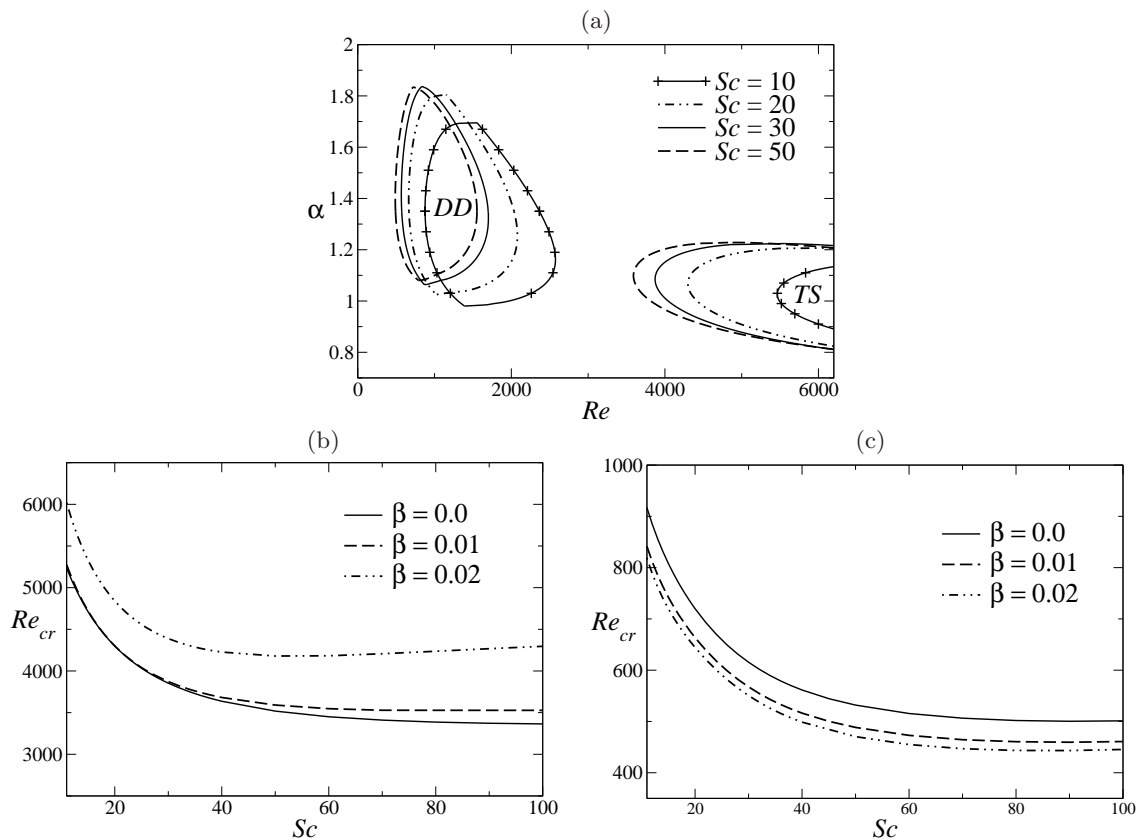 (a)
2
1.8
1.6
1.4
1.2
1
0.8
α
Sc = 10
Sc = 20
Sc = 30
Sc = 50
DD
TS
0
2000
4000
6000
Re
(b)
6000
5000
4000
3000
Re_cr
β = 0.0
β = 0.01
β = 0.02
20
40
60
80
100
Sc
(c)
1000
800
600
400
Re_cr
β = 0.0
β = 0.01
β = 0.02
20
40
60
80
100
Sc